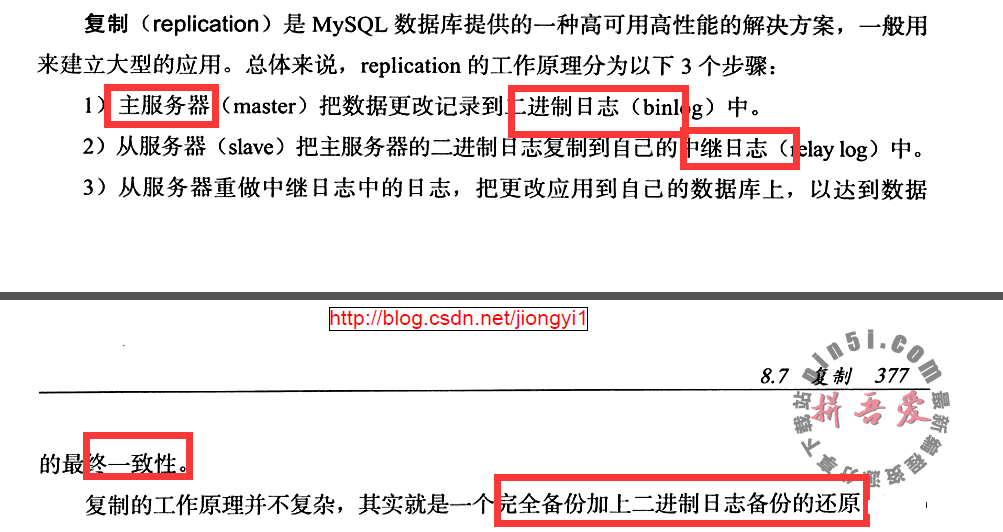 复制（replication）是 MySQL 数据库提供的一种高可用高性能的解决方案，一般用
来建立大型的应用。总体来说，replication 的工作原理分为以下 3 个步骤：
1）主服务器（master）把数据更改记录到二进制日志（binlog）中。
2）从服务器（slave）把主服务器的二进制日志复制到自己的中继日志（relay log）中。
3）从服务器重做中继日志中的日志，把更改应用到自己的数据库上，以达到数据
http://blog.csdn.net/jiongyi1
8.7 复制 377
pin5i.com
拼吾爱
最新编程资源分享下载站
的最终一致性。
复制的工作原理并不复杂，其实就是一个完全备份加上二进制日志备份的还原